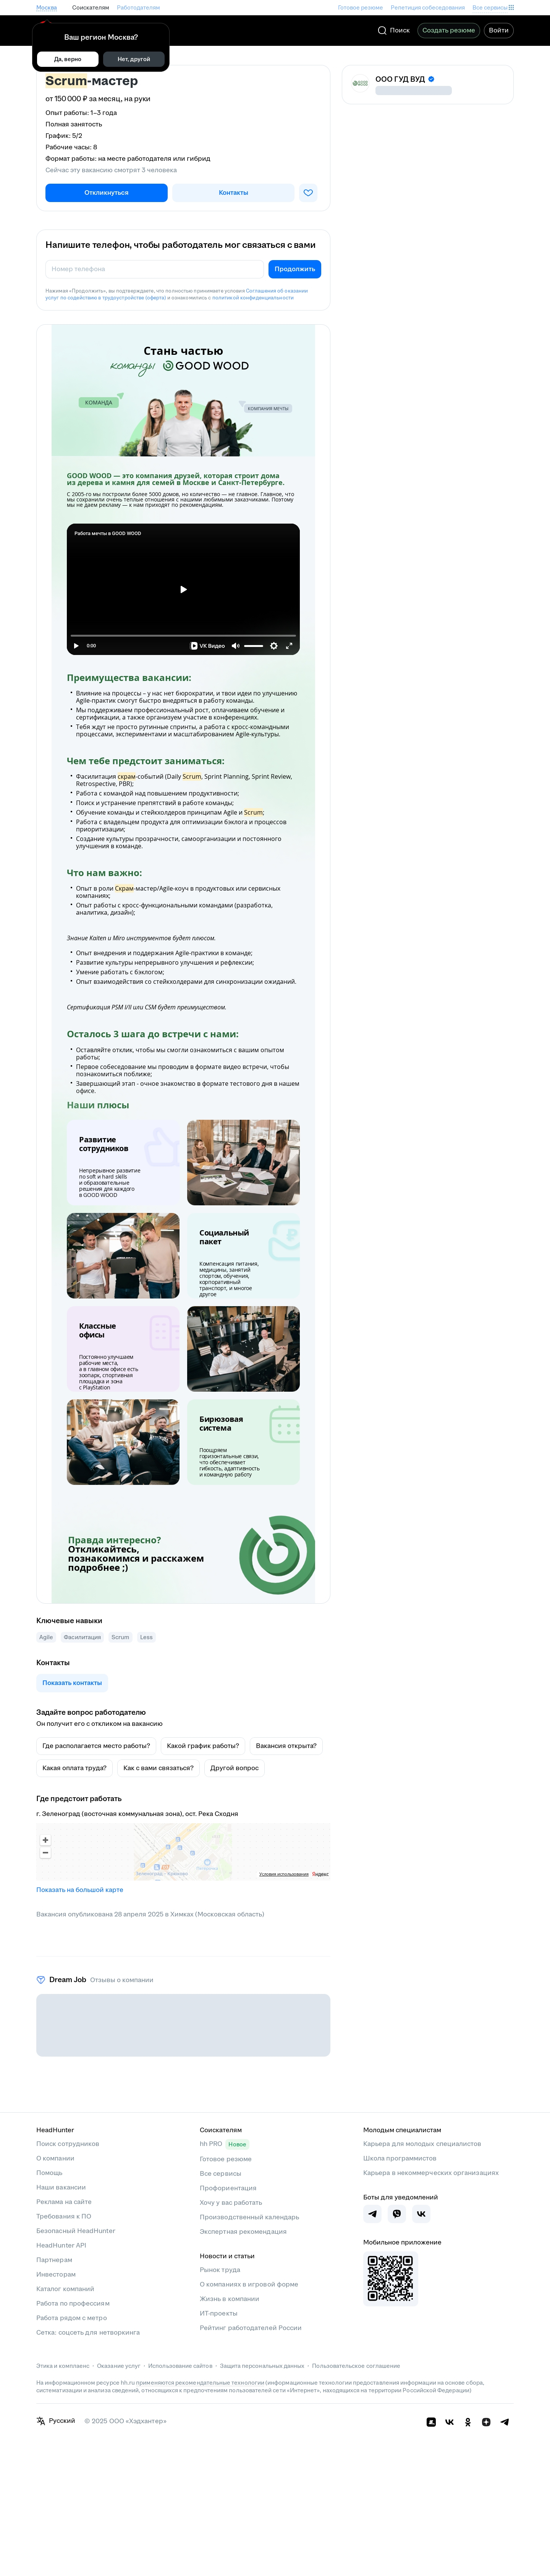 Москва
Соискателям
Работодателям
Готовое резюме
Репетиция собеседования
Все сервисы
Ваш регион Москва?
Да, верно
Нет, другой
Поиск
Создать резюме
Войти
Scrum-мастер
от 150 000 ₽ за месяц, на руки
Опыт работы: 1–3 года
Полная занятость
График: 5/2
Рабочие часы: 8
Формат работы: на месте работодателя или гибрид
Сейчас эту вакансию смотрят 3 человека
Откликнуться
Контакты
ООО ГУД ВУД
Напишите телефон, чтобы работодатель мог связаться с вами
Номер телефона
Продолжить
Нажимая «Продолжить», вы подтверждаете, что полностью принимаете условия Соглашения об оказании
услуг по содействию в трудоустройстве (оферта) и ознакомились с политикой конфиденциальности
Стань частью
команды GOOD WOOD
КОМАНДА
КОМПАНИЯ МЕЧТЫ
GOOD WOOD — это компания друзей, которая строит дома
из дерева и камня для семей в Москве и Санкт-Петербурге.
С 2005-го мы построили более 5000 домов, но количество — не главное. Главное, что
мы сохранили очень теплые отношения с нашими любимыми заказчиками. Поэтому
мы не даем рекламу — к нам приходят по рекомендациям.
Работа мечты в GOOD WOOD
0:00
VK Видео
Преимущества вакансии:
Влияние на процессы – у нас нет бюрократии, и твои идеи по улучшению
Agile-практик смогут быстро внедряться в работу команды.
Мы поддерживаем профессиональный рост, оплачиваем обучение и
сертификации, а также организуем участие в конференциях.
Тебя ждут не просто рутинные спринты, а работа с кросс-командными
процессами, экспериментами и масштабированием Agile-культуры.
Чем тебе предстоит заниматься:
Фасилитация скрам-событий (Daily Scrum, Sprint Planning, Sprint Review,
Retrospective, PBR);
Работа с командой над повышением продуктивности;
Поиск и устранение препятствий в работе команды;
Обучение команды и стейкхолдеров принципам Agile и Scrum;
Работа с владельцем продукта для оптимизации бэклога и процессов
приоритизации;
Создание культуры прозрачности, самоорганизации и постоянного
улучшения в команде.
Что нам важно:
Опыт в роли Скрам-мастер/Agile-коуч в продуктовых или сервисных
компаниях;
Опыт работы с кросс-функциональными командами (разработка,
аналитика, дизайн);
Знание Kaiten и Miro инструментов будет плюсом.
Опыт внедрения и поддержания Agile-практики в команде;
Развитие культуры непрерывного улучшения и рефлексии;
Умение работать с бэклогом;
Опыт взаимодействия со стейкхолдерами для синхронизации ожиданий.
Сертификация PSM I/II или CSM будет преимуществом.
Осталось 3 шага до встречи с нами:
Оставляйте отклик, чтобы мы смогли ознакомиться с вашим опытом
работы;
Первое собеседование мы проводим в формате видео встречи, чтобы
познакомиться поближе;
Завершающий этап - очное знакомство в формате тестового дня в нашем
офисе.
Наши плюсы
Развитие
сотрудников
Непрерывное развитие
по soft и hard skills
и образовательные
решения для каждого
в GOOD WOOD
Социальный
пакет
Компенсация питания,
медицины, занятий
спортом, обучения,
корпоритивный
транспорт, и многое
другое
Классные
офисы
Постоянно улучшаем
рабочие места,
а в главном офисе есть
зоопарк, спортивная
площадка и зона
с PlayStation
Бирюзовая
система
Поощряем
горизонтальные связи,
что обеспечивает
гибкость, адаптивность
и командную работу
Правда интересно?
Откликайтесь,
познакомимся и расскажем
подробнее ;)
Ключевые навыки
Agile
Фасилитация
Scrum
Less
Контакты
Показать контакты
Задайте вопрос работодателю
Он получит его с откликом на вакансию
Где располагается место работы?
Какой график работы?
Вакансия открыта?
Какая оплата труда?
Как с вами связаться?
Другой вопрос
Где предстоит работать
г. Зеленоград (восточная коммунальная зона), ост. Река Сходня
Условия использования
Яндекс
Показать на большой карте
Вакансия опубликована 28 апреля 2025 в Химках (Московская область)
Dream Job
Отзывы о компании
HeadHunter
Поиск сотрудников
О компании
Помощь
Наши вакансии
Реклама на сайте
Требования к ПО
Безопасный HeadHunter
HeadHunter API
Партнерам
Инвесторам
Каталог компаний
Работа по профессиям
Работа рядом с метро
Сетка: соцсеть для нетворкинга
Соискателям
hh PRO
Новое
Готовое резюме
Все сервисы
Профориентация
Хочу у вас работать
Производственный календарь
Экспертная рекомендация
Новости и статьи
Рынок труда
О компаниях в игровой форме
Жизнь в компании
ИТ-проекты
Рейтинг работодателей России
Молодым специалистам
Карьера для молодых специалистов
Школа программистов
Карьера в некоммерческих организациях
Боты для уведомлений
Мобильное приложение
Этика и комплаенс
Оказание услуг
Использование сайтов
Защита персональных данных
Пользовательское соглашение
На информационном ресурсе hh.ru применяются рекомендательные технологии (информационные технологии предоставления информации на основе сбора,
систематизации и анализа сведений, относящихся к предпочтениям пользователей сети «Интернет», находящихся на территории Российской Федерации)
Русский
© 2025 ООО «Хэдхантер»